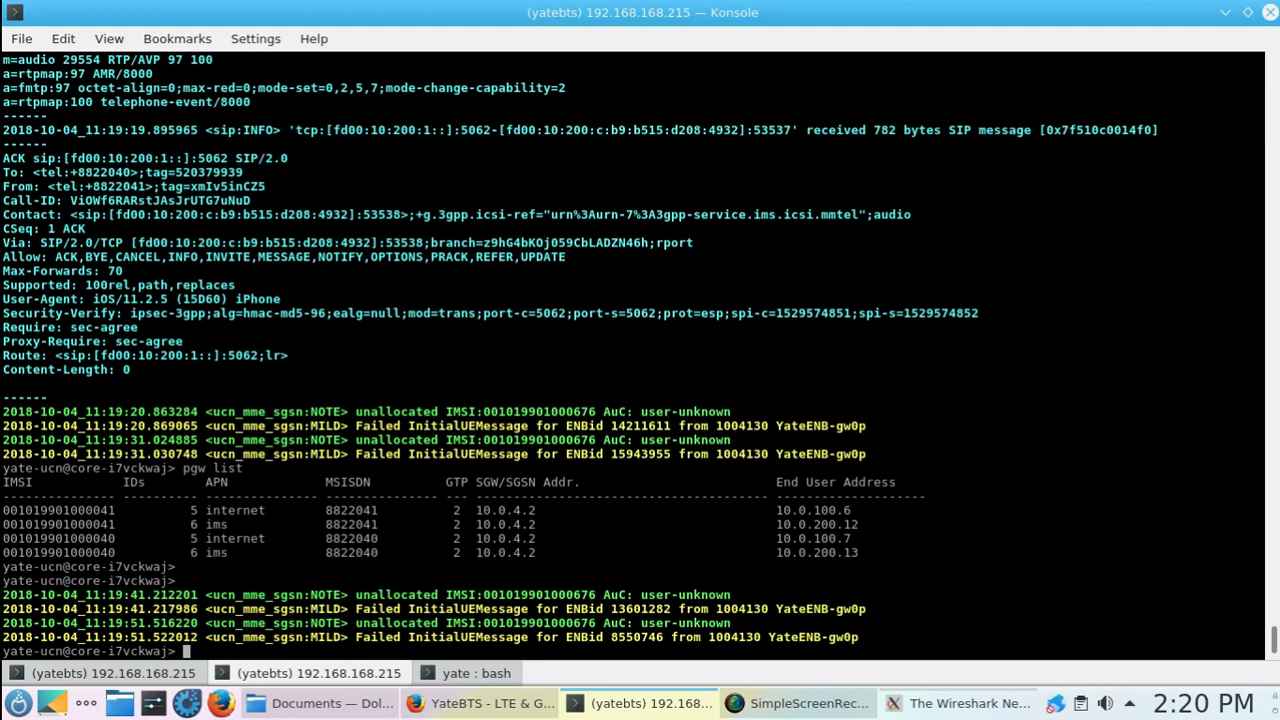 (yatebts) 192.168.168.215 — Konsole
File Edit View Bookmarks Settings Help
m=audio 29554 RTP/AVP 97 100
a=rtpmap:97 AMR/8000
a=fmtp:97 octet-align=0;max-red=0;mode-set=0,2,5,7;mode-change-capability=2
a=rtpmap:100 telephone-event/8000
------
2018-10-04_11:19:19.895965 <sip:INFO> 'tcp:[fd00:10:200:1::]:5062-[fd00:10:200:c:b9:b515:d208:4932]:53537' received 782 bytes SIP message [0x7f510c0014f0]
------
ACK sip:[fd00:10:200:1::]:5062 SIP/2.0
To: <tel:+8822040>;tag=520379939
From: <tel:+8822041>;tag=xmIv5inCZ5
Call-ID: ViOWf6RARstJAsJrUTG7uNuD
Contact: <sip:[fd00:10:200:c:b9:b515:d208:4932]:53538>;+g.3gpp.icsi-ref="urn%3Aurn-7%3A3gpp-service.ims.icsi.mmtel";audio
CSeq: 1 ACK
Via: SIP/2.0/TCP [fd00:10:200:c:b9:b515:d208:4932]:53538;branch=z9hG4bKOj059CbLADZN46h;rport
Allow: ACK,BYE,CANCEL,INFO,INVITE,MESSAGE,NOTIFY,OPTIONS,PRACK,REFER,UPDATE
Max-Forwards: 70
Supported: 100rel,path,replaces
User-Agent: iOS/11.2.5 (15D60) iPhone
Security-Verify: ipsec-3gpp;alg=hmac-md5-96;ealg=null;mod=trans;port-c=5062;port-s=5062;prot=esp;spi-c=1529574851;spi-s=1529574852
Require: sec-agree
Proxy-Require: sec-agree
Route: <sip:[fd00:10:200:1::]:5062;lr>
Content-Length: 0
------
2018-10-04_11:19:20.863284 <ucn_mme_sgsn:NOTE> unallocated IMSI:001019901000676 AuC: user-unknown
2018-10-04_11:19:20.869065 <ucn_mme_sgsn:MILD> Failed InitialUEMessage for ENBid 14211611 from 1004130 YateENB-gw0p
2018-10-04_11:19:31.024885 <ucn_mme_sgsn:NOTE> unallocated IMSI:001019901000676 AuC: user-unknown
2018-10-04_11:19:31.030748 <ucn_mme_sgsn:MILD> Failed InitialUEMessage for ENBid 15943955 from 1004130 YateENB-gw0p
yate-ucn@core-i7vckwaj> pgw list
IMSI IDs APN MSISDN GTP SGW/SGSN Addr. End User Address
--------------- ---------- --------------- --------------- --- --------------------------------------- -------------------
001019901000041 5 internet 8822041 2 10.0.4.2 10.0.100.6
001019901000041 6 ims 8822041 2 10.0.4.2 10.0.200.12
001019901000040 5 internet 8822040 2 10.0.4.2 10.0.100.7
001019901000040 6 ims 8822040 2 10.0.4.2 10.0.200.13
yate-ucn@core-i7vckwaj>
yate-ucn@core-i7vckwaj>
2018-10-04_11:19:41.212201 <ucn_mme_sgsn:NOTE> unallocated IMSI:001019901000676 AuC: user-unknown
2018-10-04_11:19:41.217986 <ucn_mme_sgsn:MILD> Failed InitialUEMessage for ENBid 13601282 from 1004130 YateENB-gw0p
2018-10-04_11:19:51.516220 <ucn_mme_sgsn:NOTE> unallocated IMSI:001019901000676 AuC: user-unknown
2018-10-04_11:19:51.522012 <ucn_mme_sgsn:MILD> Failed InitialUEMessage for ENBid 8550746 from 1004130 YateENB-gw0p
yate-ucn@core-i7vckwaj>
(yatebts) 192.168.168.215 (yatebts) 192.168.168.215 yate : bash
Documents — Dol... YateBTS - LTE & G... (yatebts) 192.168... SimpleScreenRec... The Wireshark Ne... 2:20 PM